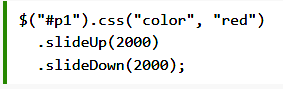 $("#p1").css("color", "red")
  .slideUp(2000)
  .slideDown(2000);